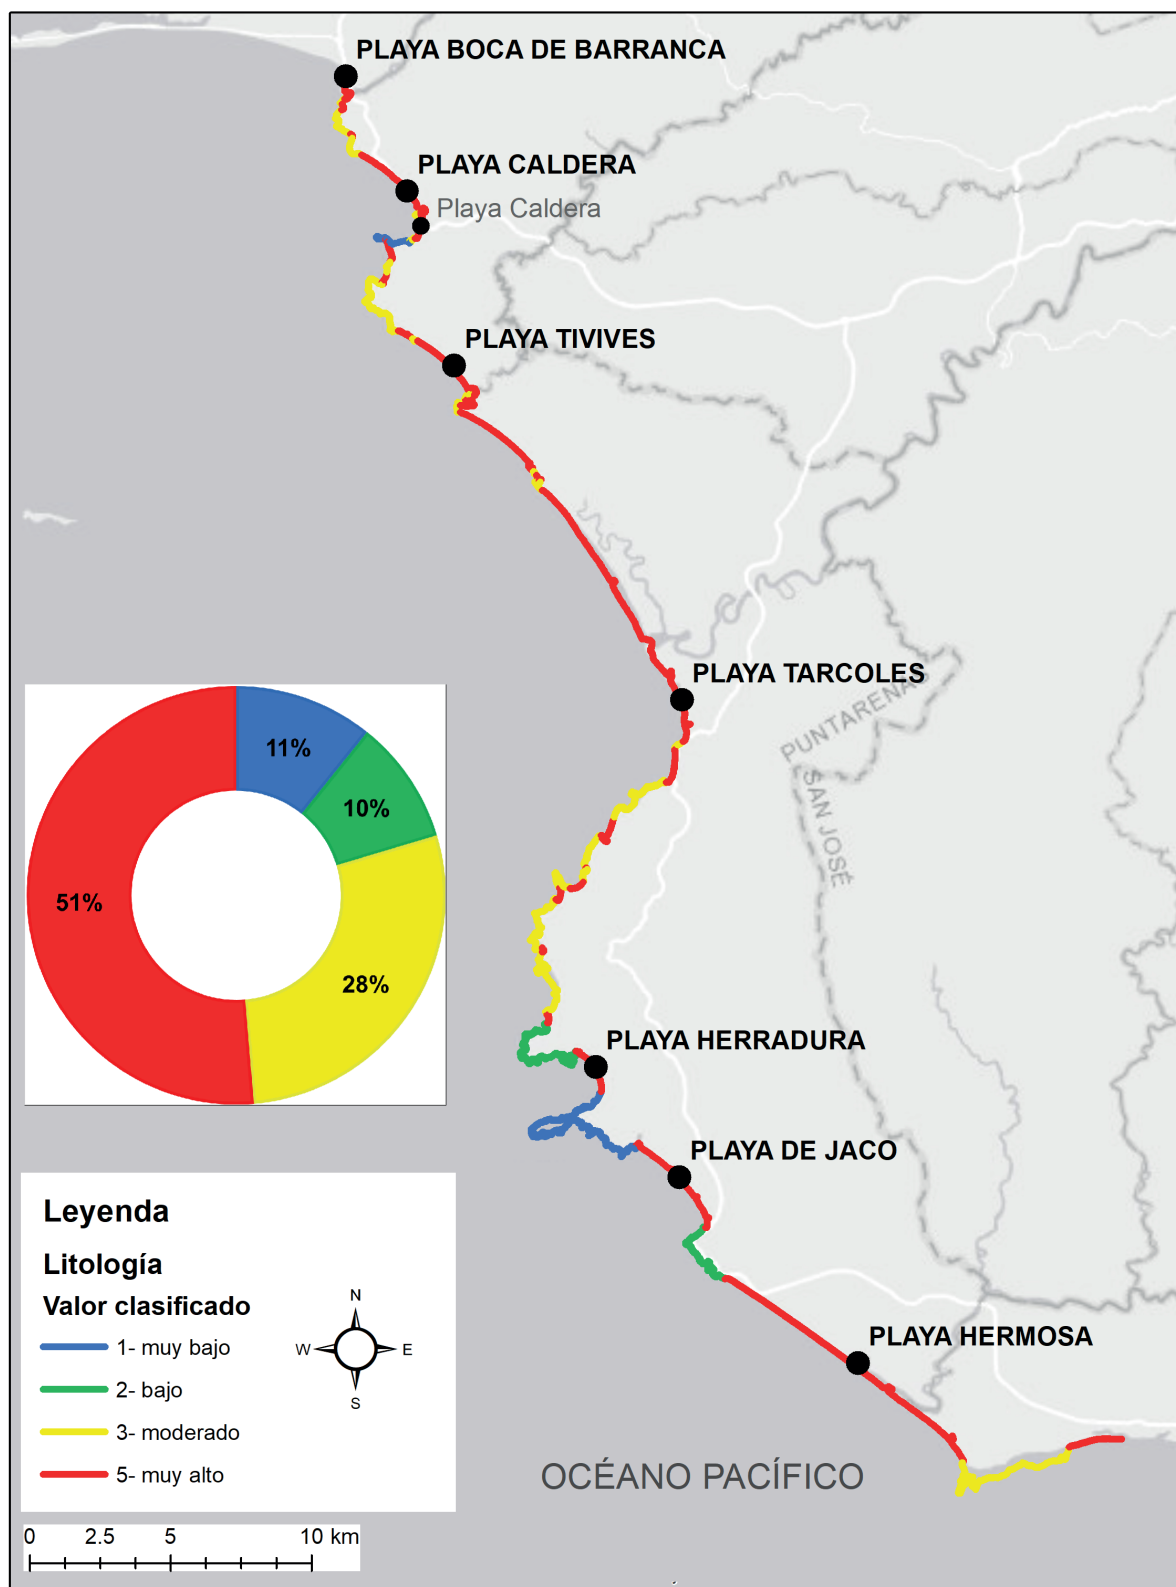 PLAYA BOCA DE BARRANCA
PLAYA CALDERA
Playa Caldera
PLAYA TIVIVES
PLAYA TARCOLES
PUNTARENAS
SAN JOSÉ
11%
10%
51%
28%
PLAYA HERRADURA
PLAYA DE JACO
Leyenda
Litología
Valor clasificado
1- muy bajo
2- bajo
3- moderado
5- muy alto
N
W
E
S
PLAYA HERMOSA
OCÉANO PACÍFICO
0 2.5 5 10 km